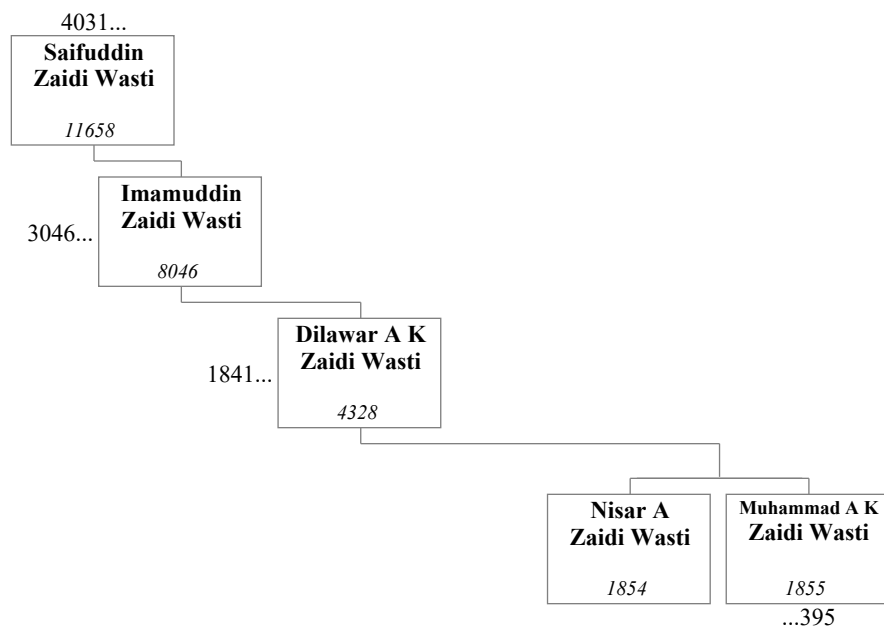 4031...
Saifuddin
Zaidi Wasti
11658
Imamuddin
Zaidi Wasti
3046...
8046
Dilawar A K
Zaidi Wasti
1841...
4328
Nisar A
Zaidi Wasti
1854
Muhammad A K
Zaidi Wasti
1855
...395